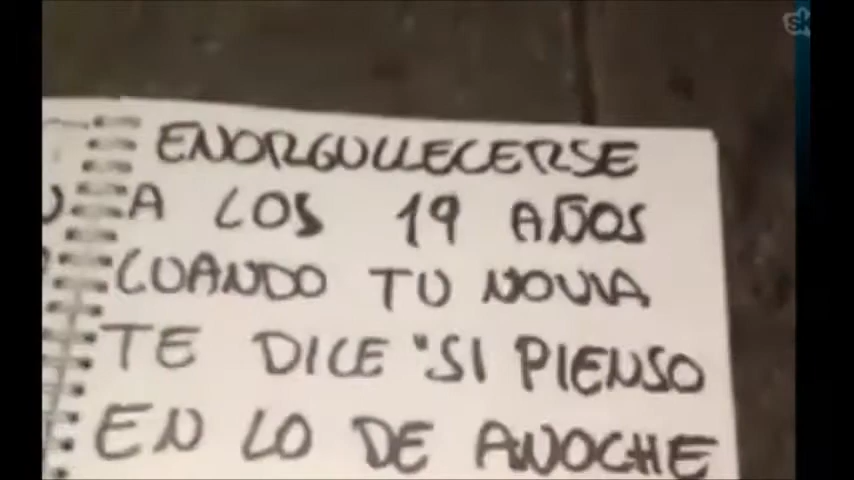 ENORGULLECERSE
A LOS 19 AÑOS
CUANDO TU NOVIA
TE DICE "SI PIENSO
EN LO DE ANOCHE